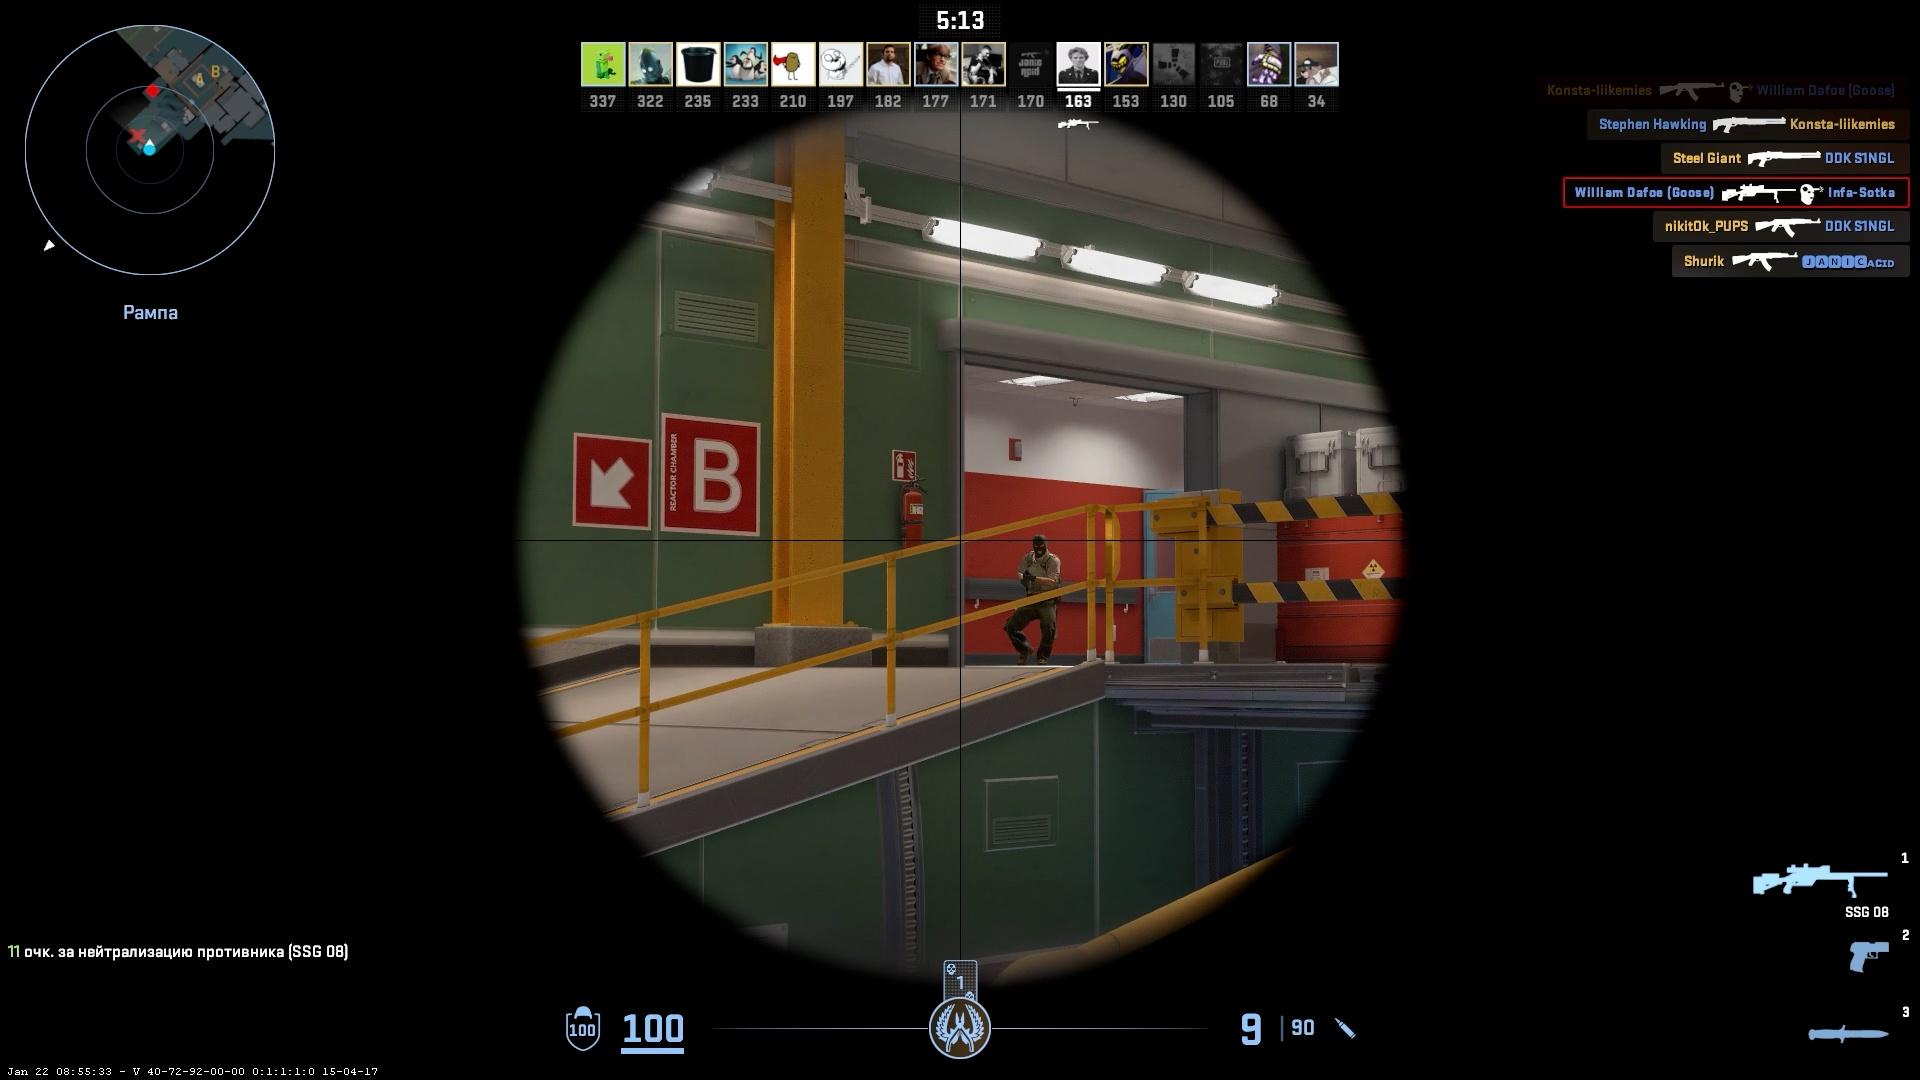 5:13
337 322 235 233 210 197 182 177 171 170 163 153 130 105 68 34
A B
Рампа
Konsta-liikemies William Dafoe (Goose)
Stephen Hawking Konsta-liikemies
Steel Giant DDK S1NGL
William Dafoe (Goose) Infa-Sotka
nikit0k_PUPS DDK S1NGL
Shurik JANICACID
REACTOR CHAMBER B
1
SSG 08
2
3
11 очк. за нейтрализацию противника (SSG 08)
1
100 100
9 | 90
Jan 22 08:55:33 - V 40-72-92-00-00 0:1:1:1:0 15-04-17